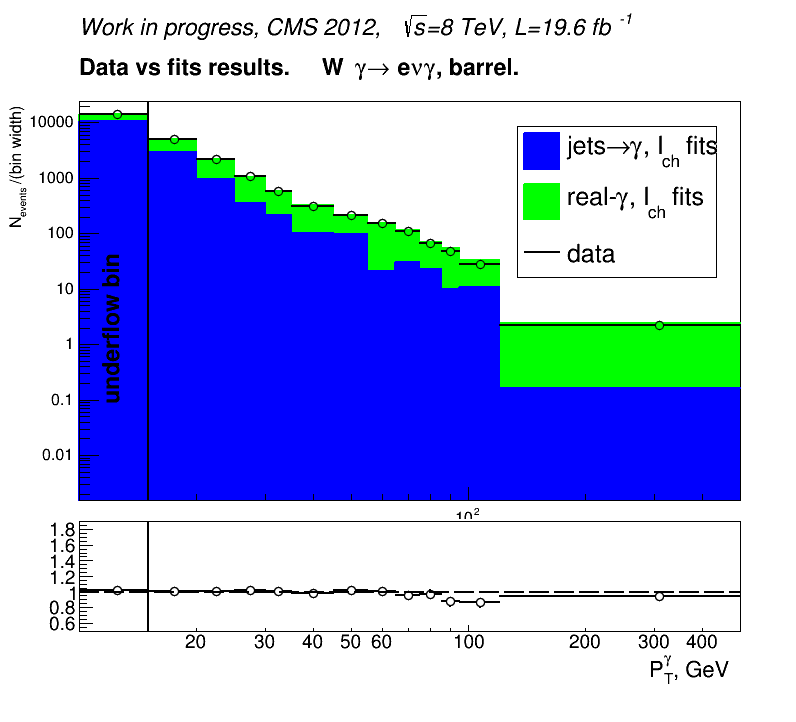 Work in progress, CMS 2012, √s=8 TeV, L=19.6 fb⁻¹
Data vs fits results. W γ→ eνγ, barrel.
N_events /(bin width)
10000
1000
100
10
1
0.1
0.01
underflow bin
jets→γ, I_ch fits
real-γ, I_ch fits
data
10²
1.8
1.6
1.4
1.2
1
0.8
0.6
20 30 40 50 60 100 200 300 400
P_T^γ, GeV